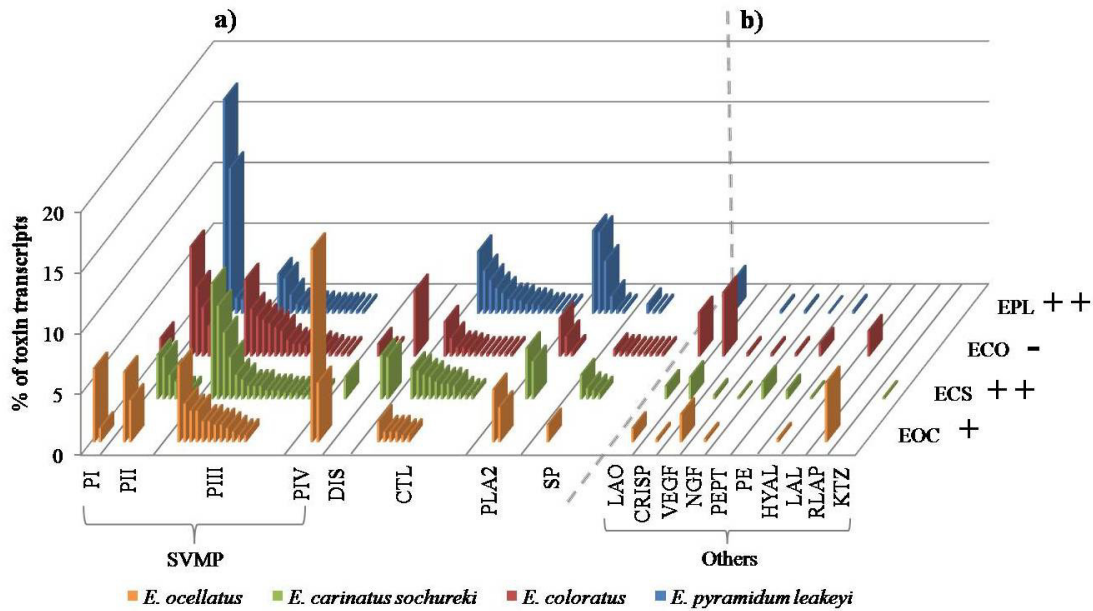 a) b)
% of toxin transcripts
20
15
10
5
0
EPL + +
ECO -
ECS + +
EOC +
PI PII PIII PIV DIS CTL PLA2 SP LAO CRISP VEGF NGF PEPT PE HYAL LAL RLAP KTZ
SVMP Others
E. ocellatus E. carinatus sochureki E. coloratus E. pyramidum leakeyi